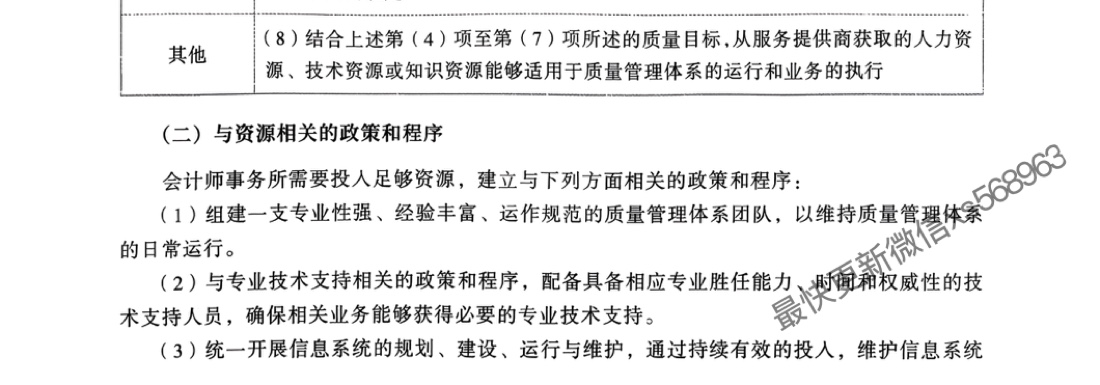 其他
（8）结合上述第（4）项至第（7）项所述的质量目标，从服务提供商获取的人力资
源、技术资源或知识资源能够适用于质量管理体系的运行和业务的执行
（二）与资源相关的政策和程序
会计师事务所需要投入足够资源，建立与下列方面相关的政策和程序：
（1）组建一支专业性强、经验丰富、运作规范的质量管理体系团队，以维持质量管理体系
的日常运行。
（2）与专业技术支持相关的政策和程序，配备具备相应专业胜任能力、时间和权威性的技
术支持人员，确保相关业务能够获得必要的专业技术支持。
（3）统一开展信息系统的规划、建设、运行与维护，通过持续有效的投入，维护信息系统
最快更新微信xs568963